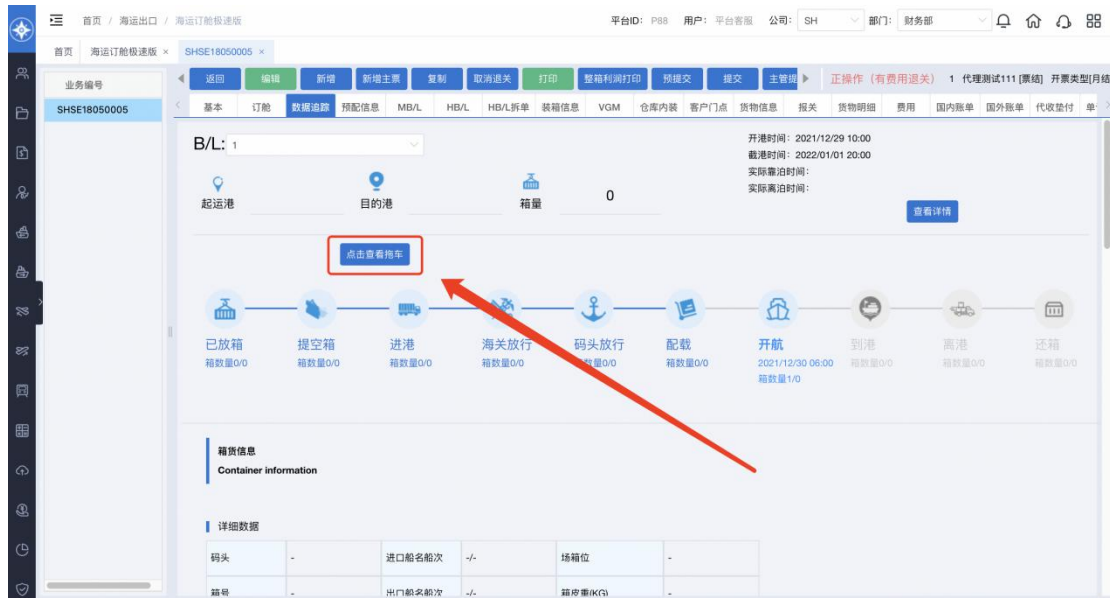 首页 / 海运出口 / 海运订舱极速版 平台ID: P88 用户: 平台客服 公司: SH 部门: 财务部
首页 海运订舱极速版 × SHSE18050005 ×
业务编号
SHSE18050005
返回 编辑 新增 新增主票 复制 取消退关 打印 整箱利润打印 预提交 提交 主管提 正操作（有费用退关） 1 代理测试111 [票结] 开票类型[月结
基本 订舱 数据追踪 预配信息 MB/L HB/L HB/L拆单 装箱信息 VGM 仓库内装 客户门点 货物信息 报关 货物明细 费用 国内账单 国外账单 代收垫付 单
B/L: 1
开港时间: 2021/12/29 10:00
截港时间: 2022/01/01 20:00
实际靠泊时间:
实际离泊时间:
起运港 目的港 箱量 0
查看详情
点击查看拖车
已放箱 提空箱 进港 海关放行 码头放行 配载 开航 到港 离港 还箱
箱数量0/0 箱数量0/0 箱数量0/0 箱数量0/0 箱数量0/0 箱数量0/0 2021/12/30 06:00 箱数量0/0 箱数量0/0 箱数量0/0
箱数量1/0
箱货信息
Container information
详细数据
码头 - 进口船名船次 -/- 场箱位 -
箱号 - 出口船名船次 -/- 箱皮重(KG) -